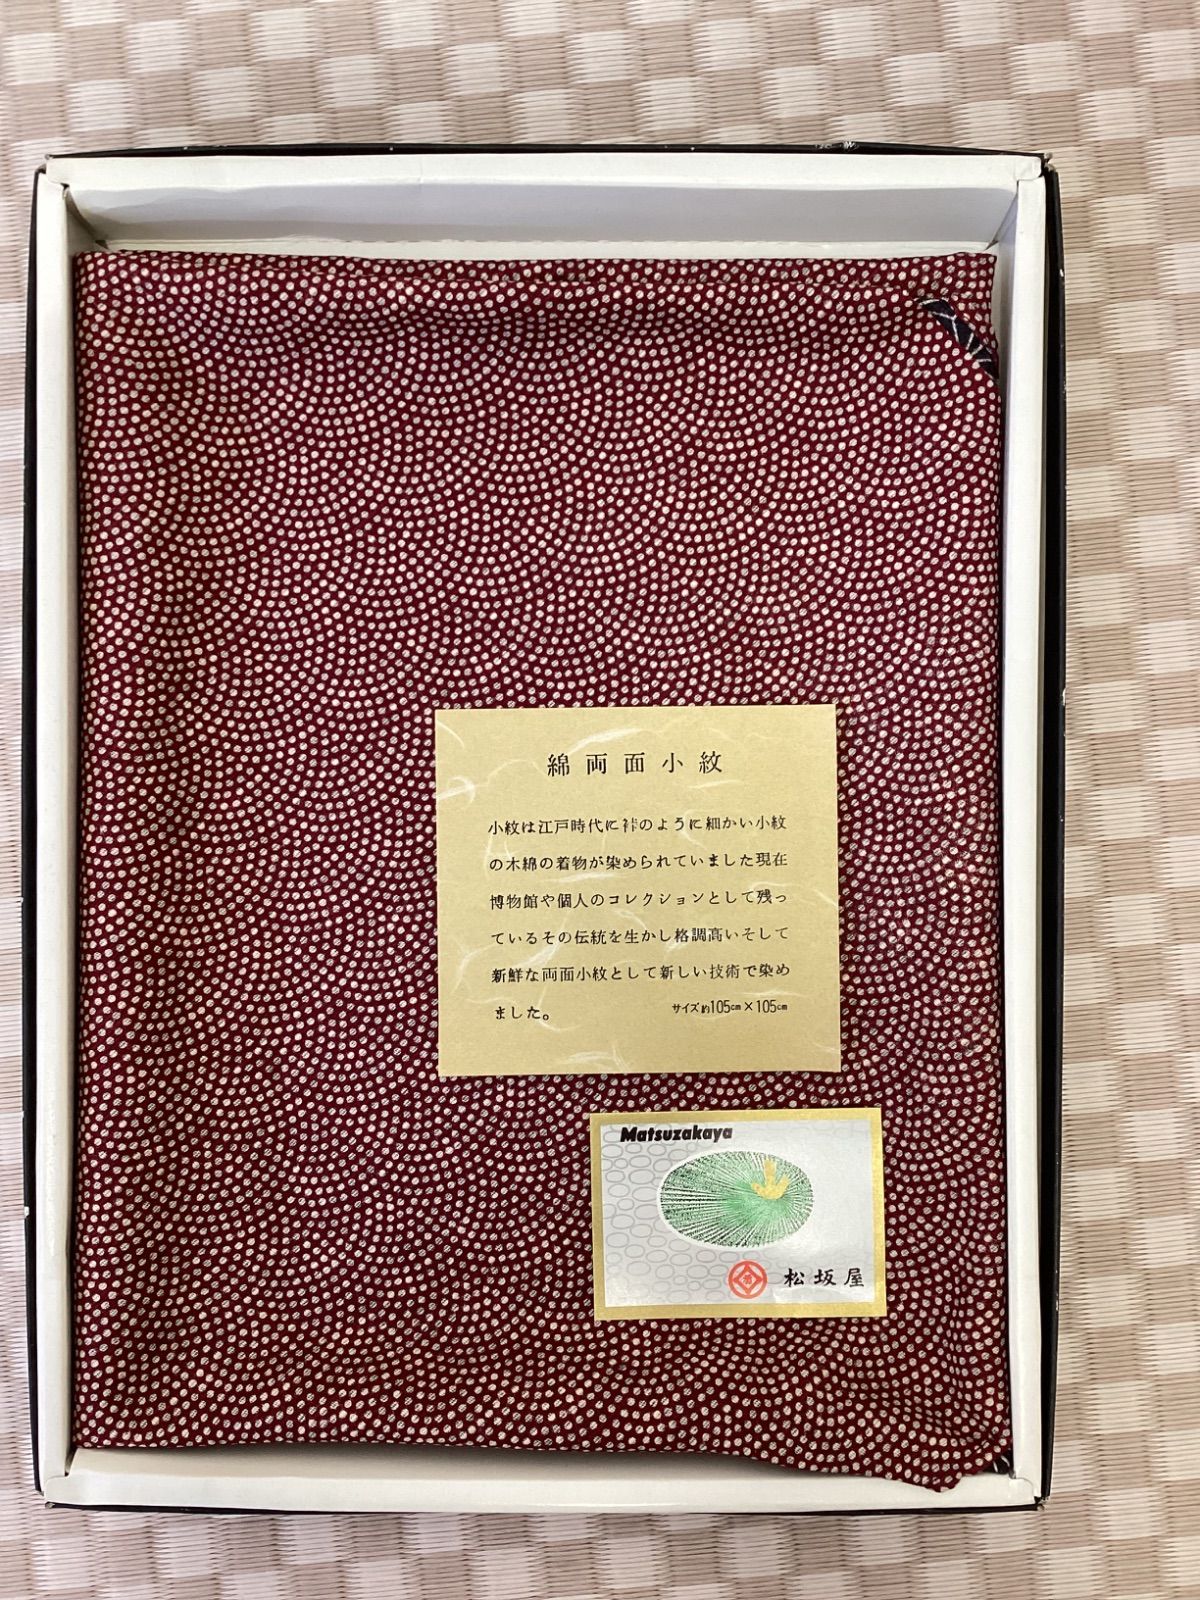 綿両面小紋
小紋は江戸時代に裃のように細かい小紋
の木綿の着物が染められていました現在
博物館や個人のコレクションとして残っ
ているその伝統を生かし格調高いそして
新鮮な両面小紋として新しい技術で染め
ました。
サイズ約105cm×105cm
Matsuzakaya
松坂屋